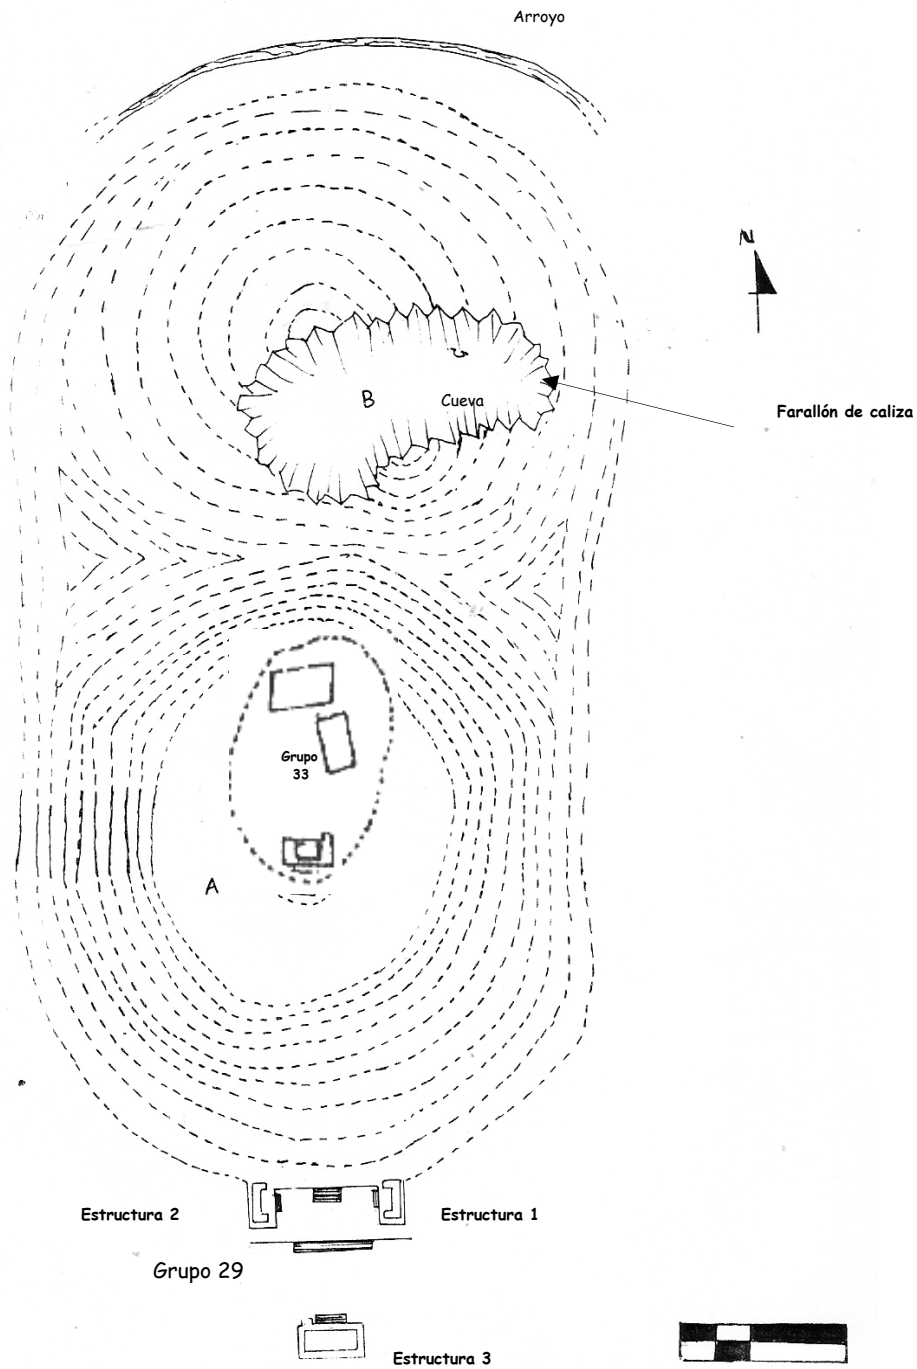 Arroyo
N
B
Cueva
Farallón de caliza
Grupo
33
A
Estructura 2
Estructura 1
Grupo 29
Estructura 3